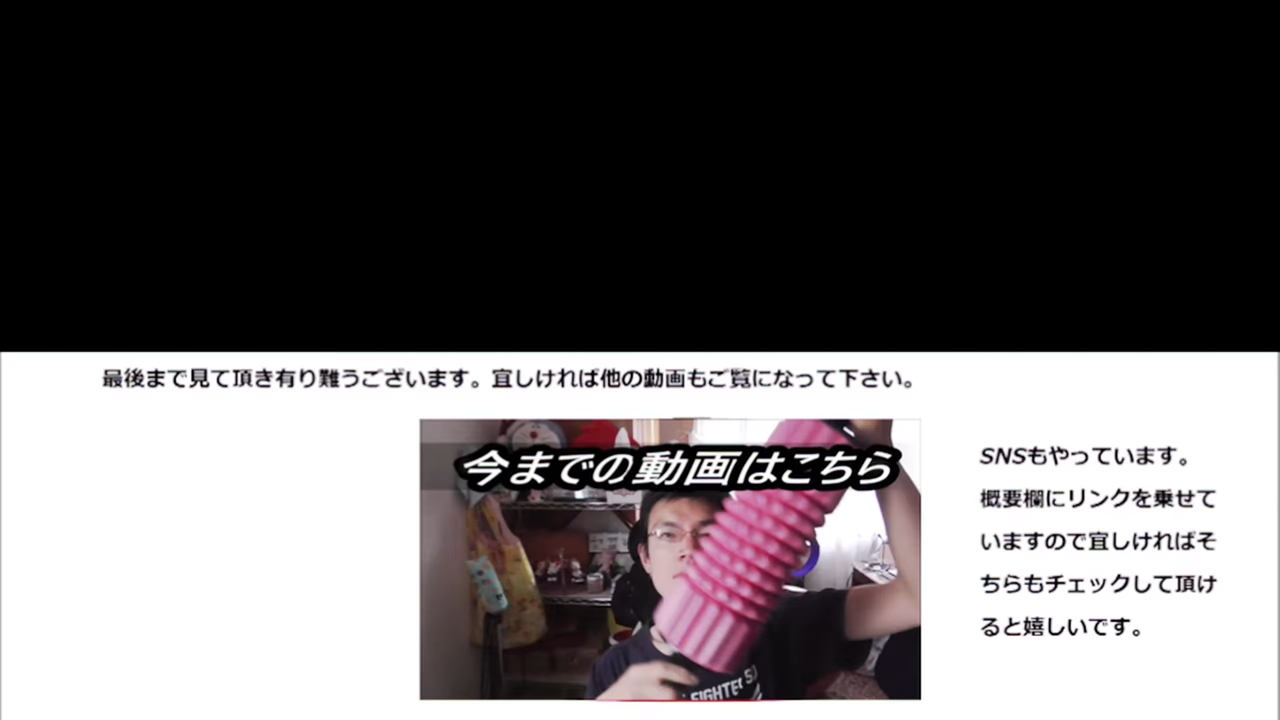 最後まで見て頂き有り難うございます。宜しければ他の動画もご覧になって下さい。
今までの動画はこちら
SNSもやっています。
概要欄にリンクを乗せて
いますので宜しければそ
ちらもチェックして頂け
ると嬉しいです。
FIGHTE